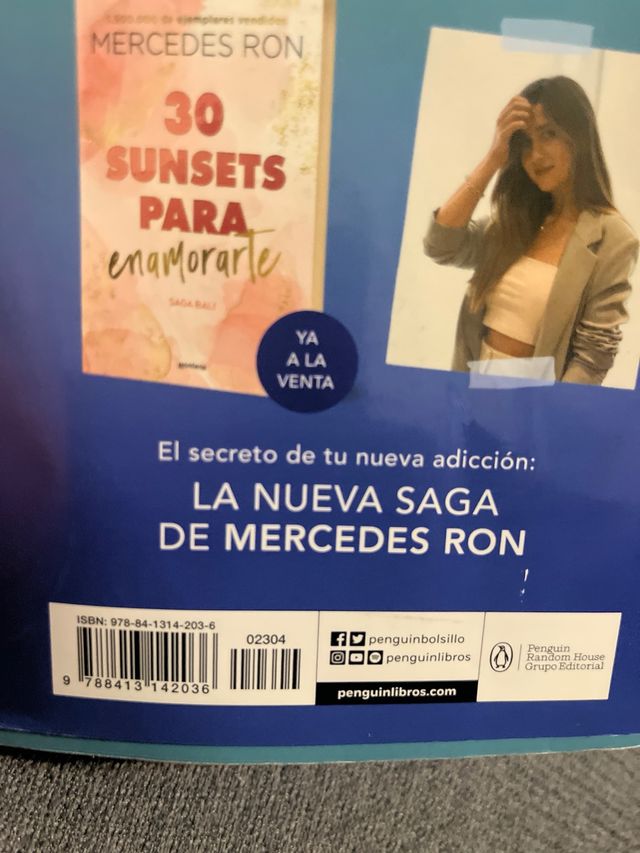 1.500.000 de ejemplares vendidos
MERCEDES RON
30
SUNSETS
PARA
enamorarte
SAGA BALI
montena
YA
A LA
VENTA
El secreto de tu nueva adicción:
LA NUEVA SAGA
DE MERCEDES RON
ISBN: 978-84-1314-203-6
02304
9 788413 142036
penguinbolsillo
penguinlibros
penguinlibros.com
Penguin
Random House
Grupo Editorial